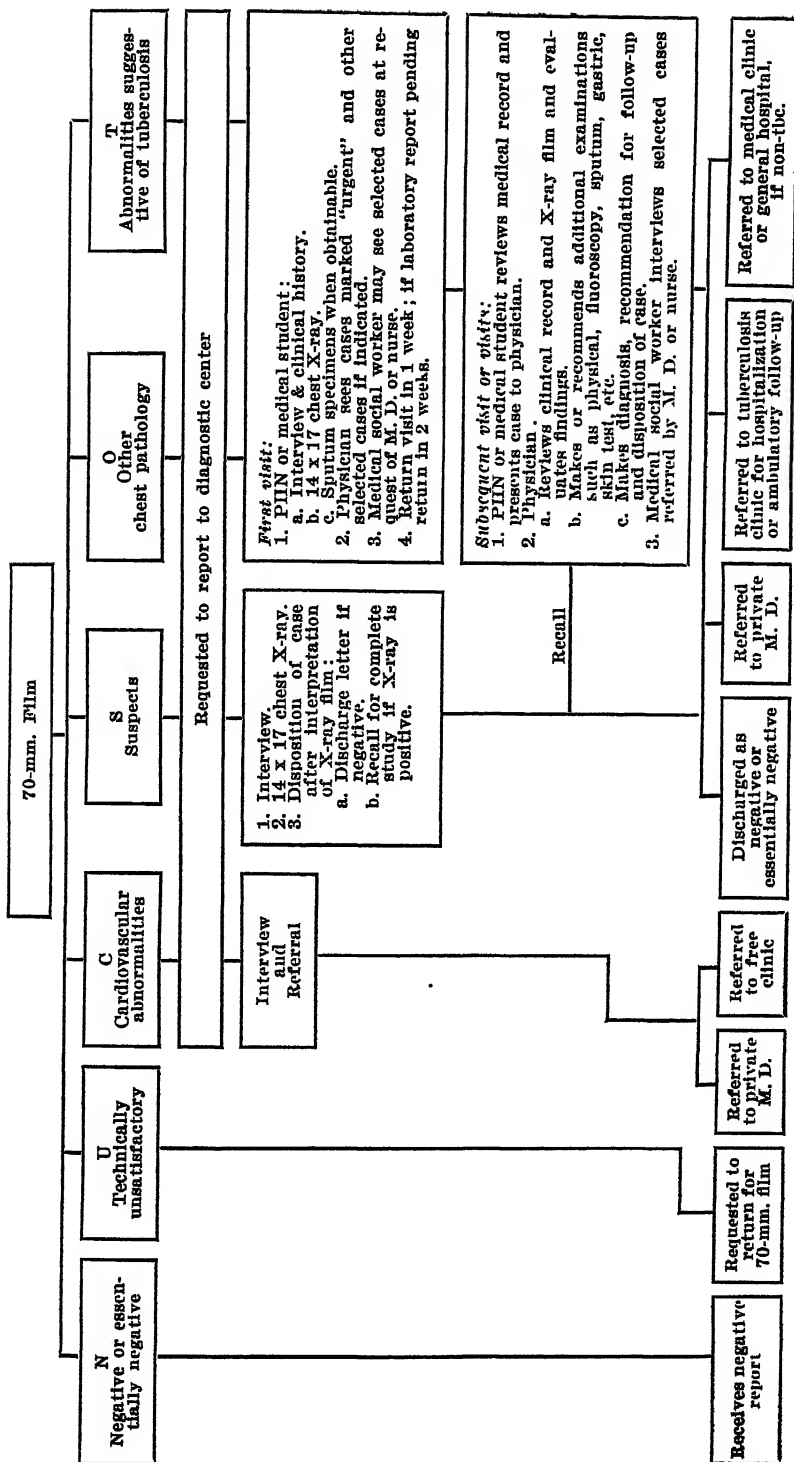 70-mm. Film
N
Negative or essen-
tially negative
U
Technically
unsatisfactory
C
Cardiovascular
abnormalities
S
Suspects
O
Other
chest pathology
T
Abnormalities sugges-
tive of tuberculosis
Requested to report to diagnostic center
Interview
and
Referral
1. Interview.
2. 14 x 17 chest X-ray.
3. Disposition of case
after interpretation
of X-ray film:
a. Discharge letter if
negative.
b. Recall for complete
study if X-ray is
positive.
First visit:
1. PHN or medical student:
a. Interview & clinical history.
b. 14 x 17 chest X-ray.
c. Sputum specimens when obtainable.
2. Physician sees cases marked "urgent" and other
selected cases if indicated.
3. Medical social worker may see selected cases at re-
quest of M. D. or nurse.
4. Return visit in 1 week; if laboratory report pending
return in 2 weeks.
Recall
Subsequent visit or visits:
1. PHN or medical student reviews medical record and
presents case to physician.
2. Physician.
a. Reviews clinical record and X-ray film and eval-
uates findings.
b. Makes or recommends additional examinations
such as physical, fluoroscopy, sputum, gastric,
skin test, etc.
c. Makes diagnosis, recommendation for follow-up
and disposition of case.
3. Medical social worker interviews selected cases
referred by M. D. or nurse.
Receives negative
report
Requested to
return for
70-mm. film
Referred
to private
M. D.
Referred
to free
clinic
Discharged as
negative or
essentially negative
Referred
to private
M. D.
Referred to tuberculosis
clinic for hospitalization
or ambulatory follow-up
Referred to medical clinic
or general hospital,
if non-tbc.